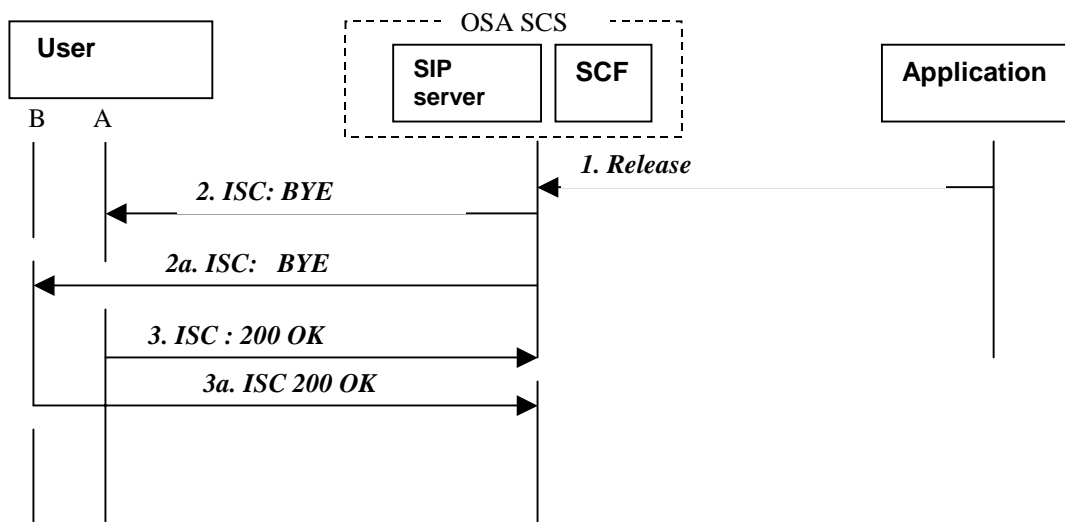 OSA SCS
User
SIP
server
SCF
Application
B
A
1. Release
2. ISC: BYE
2a. ISC: BYE
3. ISC : 200 OK
3a. ISC 200 OK